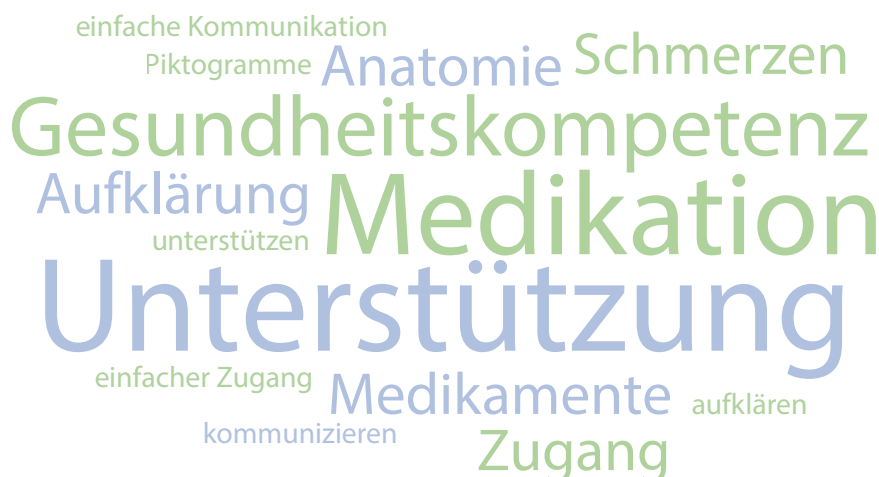 einfache Kommunikation
Piktogramme Anatomie Schmerzen
Gesundheitskompetenz
Aufklärung Medikation
unterstützen
Unterstützung
einfacher Zugang Medikamente aufklären
kommunizieren Zugang